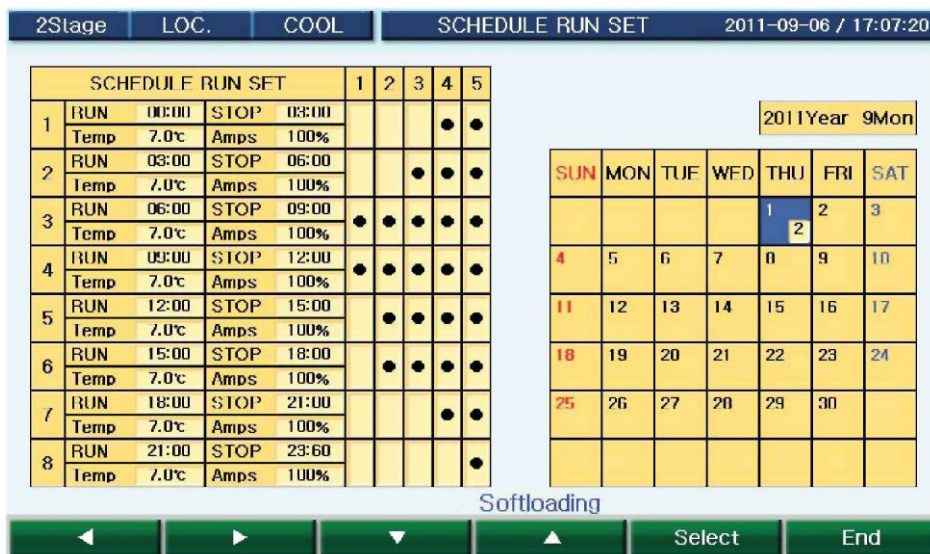 2Stage LOC. COOL SCHEDULE RUN SET 2011-09-06 / 17:07:20
SCHEDULE RUN SET 1 2 3 4 5
1 RUN 00:00 STOP 03:00
Temp 7.0℃ Amps 100%
2 RUN 03:00 STOP 06:00
Temp 7.0℃ Amps 100%
3 RUN 06:00 STOP 09:00
Temp 7.0℃ Amps 100%
4 RUN 09:00 STOP 12:00
Temp 7.0℃ Amps 100%
5 RUN 12:00 STOP 15:00
Temp 7.0℃ Amps 100%
6 RUN 15:00 STOP 18:00
Temp 7.0℃ Amps 100%
7 RUN 18:00 STOP 21:00
Temp 7.0℃ Amps 100%
8 RUN 21:00 STOP 23:60
Temp 7.0℃ Amps 100%
2011Year 9Mon
SUN MON TUE WED THU FRI SAT
1 2 2 3
4 5 6 7 8 9 10
11 12 13 14 15 16 17
18 19 20 21 22 23 24
25 26 27 28 29 30
Softloading
Select End